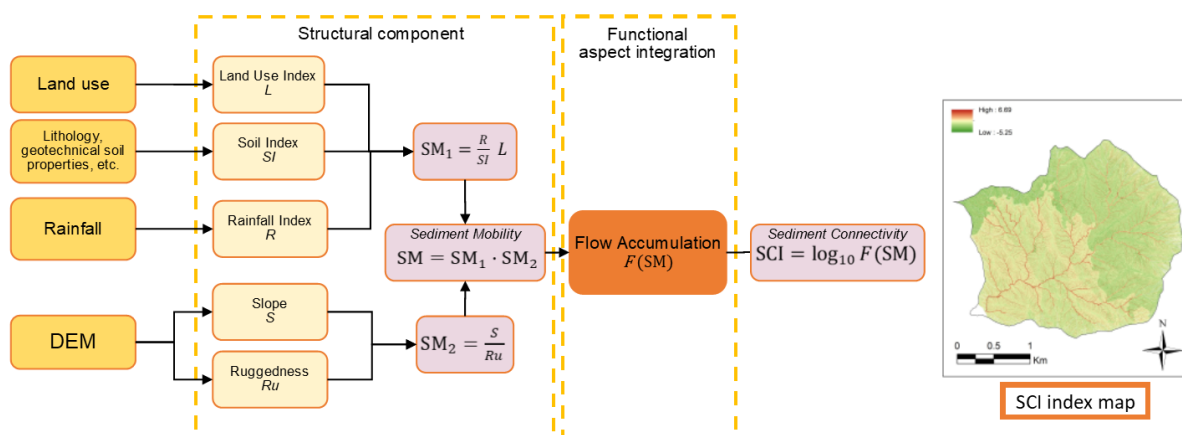 Structural component
Functional
aspect integration
Land use
Lithology,
geotechnical soil
properties, etc.
Rainfall
DEM
Land Use Index
L
Soil Index
SI
Rainfall Index
R
Slope
S
Ruggedness
Ru
SM₁ = R/SI L
Sediment Mobility
SM = SM₁ · SM₂
SM₂ = S/Ru
Flow Accumulation
F(SM)
Sediment Connectivity
SCI = log₁₀ F(SM)
High : 6.69
Low : -5.25
N
0 0.5 1
Km
SCI index map